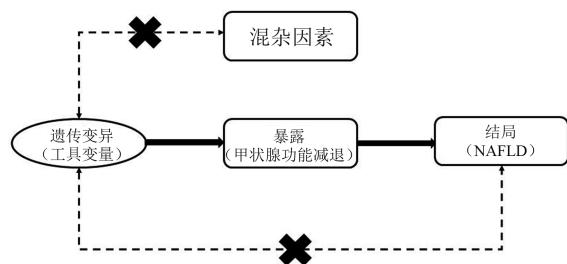 混杂因素
遗传变异
（工具变量）
暴露
（甲状腺功能减退）
结局
（NAFLD）